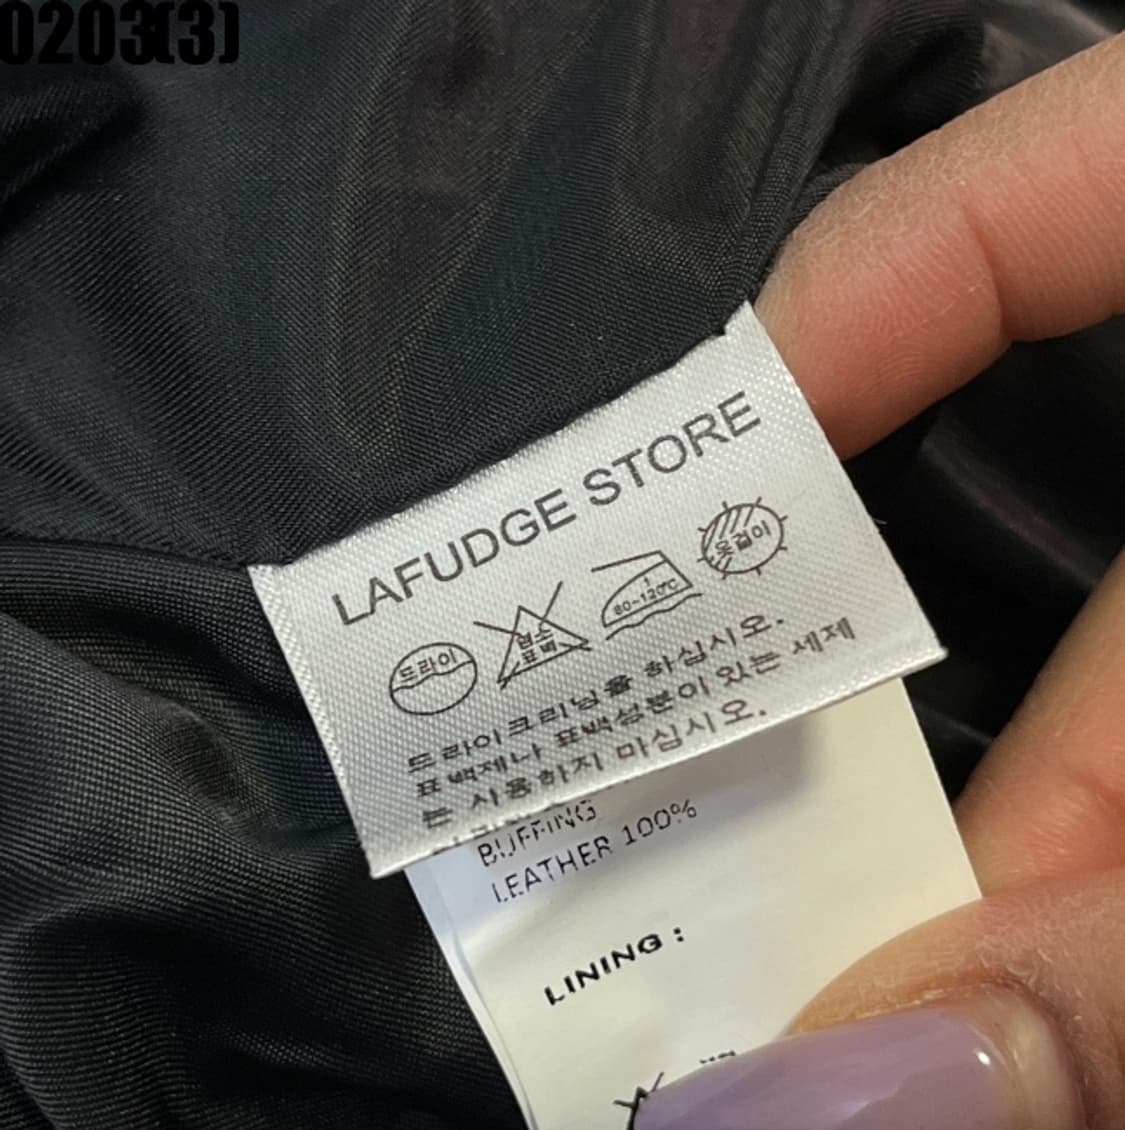 0203(3)
LAFUDGE STORE
드라이
염소
표백
1
80~120℃
옷걸이
드라이크리닝을 하십시오.
표백제나 표백성분이 있는 세제
는 사용하지 마십시오.
BUFFING
LEATHER 100%
LINING :